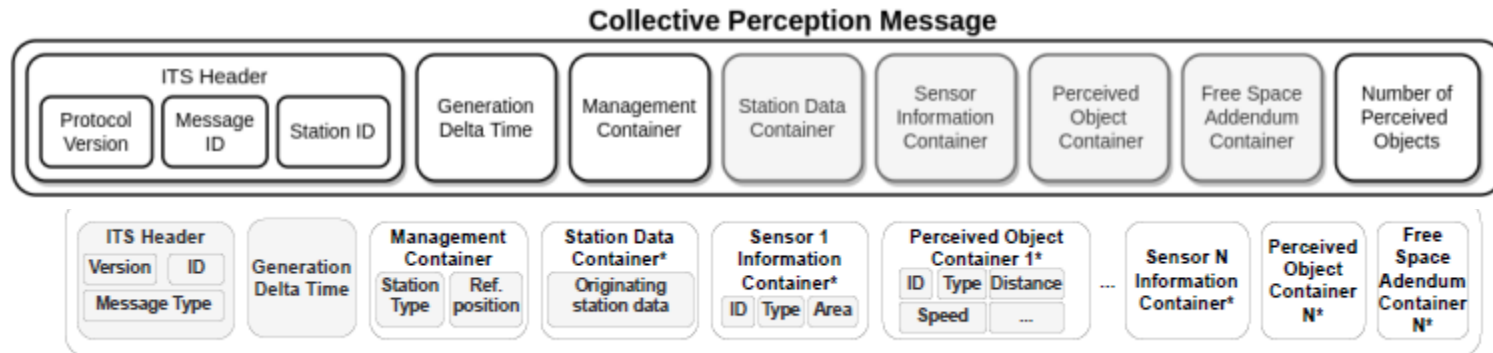 Collective Perception Message
ITS Header
Protocol
Version
Message
ID
Station ID
Generation
Delta Time
Management
Container
Station Data
Container
Sensor
Information
Container
Perceived
Object
Container
Free Space
Addendum
Container
Number of
Perceived
Objects
ITS Header
Version
ID
Message Type
Generation
Delta Time
Management
Container
Station
Type
Ref.
position
Station Data
Container*
Originating
station data
Sensor 1
Information
Container*
ID
Type
Area
Perceived Object
Container 1*
ID
Type
Distance
Speed
...
...
Sensor N
Information
Container*
Perceived
Object
Container
N*
Free
Space
Adendum
Container
N*